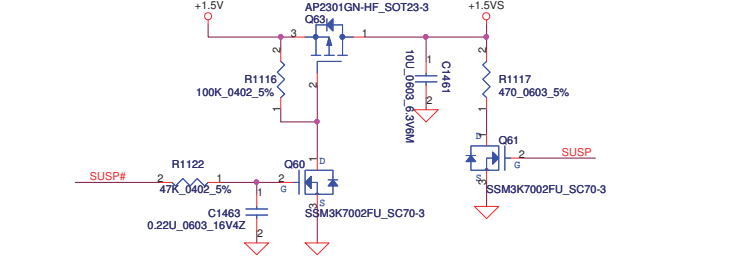 +1.5V
AP2301GN-HF_SOT23-3
Q63
+1.5VS
3
1
2
R1116
100K_0402_5%
1
2
1
C1461
10U_0603_6.3V6M
2
2
R1117
470_0603_5%
1
SUSP#
2
R1122
1
47K_0402_5%
Q60
1
D
2
G
S
3
SSM3K7002FU_SC70-3
1
C1463
0.22U_0603_16V4Z
2
1
D
Q61
2
G
SUSP
S
3
SSM3K7002FU_SC70-3